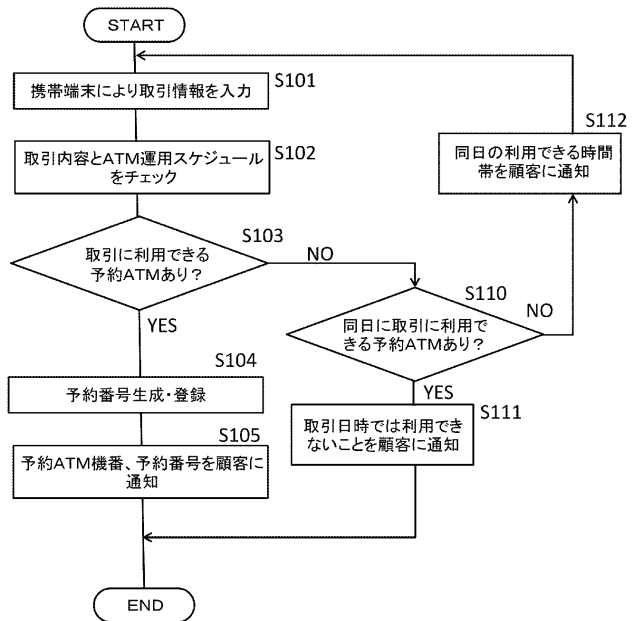 START
携帯端末により取引情報を入力
S101
取引内容とATM運用スケジュール
をチェック
S102
取引に利用できる
予約ATMあり?
S103
NO
YES
S104
予約番号生成・登録
S105
予約ATM機番、予約番号を顧客に
通知
S110
同日に取引に利用で
きる予約ATMあり?
NO
YES
S111
取引日時では利用でき
ないことを顧客に通知
S112
同日の利用できる時間
帯を顧客に通知
END